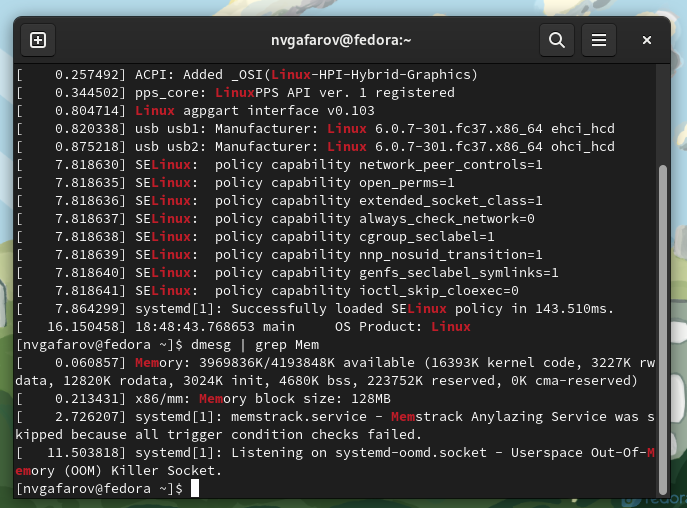 nvgafarov@fedora:~
[    0.257492] ACPI: Added _OSI(Linux-HPI-Hybrid-Graphics)
[    0.344502] pps_core: LinuxPPS API ver. 1 registered
[    0.804714] Linux agpgart interface v0.103
[    0.820338] usb usb1: Manufacturer: Linux 6.0.7-301.fc37.x86_64 ehci_hcd
[    0.875218] usb usb2: Manufacturer: Linux 6.0.7-301.fc37.x86_64 ohci_hcd
[    7.818630] SELinux:  policy capability network_peer_controls=1
[    7.818635] SELinux:  policy capability open_perms=1
[    7.818636] SELinux:  policy capability extended_socket_class=1
[    7.818637] SELinux:  policy capability always_check_network=0
[    7.818638] SELinux:  policy capability cgroup_seclabel=1
[    7.818639] SELinux:  policy capability nnp_nosuid_transition=1
[    7.818640] SELinux:  policy capability genfs_seclabel_symlinks=1
[    7.818641] SELinux:  policy capability ioctl_skip_cloexec=0
[    7.864299] systemd[1]: Successfully loaded SELinux policy in 143.510ms.
[   16.150458] 18:48:43.768653 main     OS Product: Linux
[nvgafarov@fedora ~]$ dmesg | grep Mem
[    0.060857] Memory: 3969836K/4193848K available (16393K kernel code, 3227K rw
data, 12820K rodata, 3024K init, 4680K bss, 223752K reserved, 0K cma-reserved)
[    0.213431] x86/mm: Memory block size: 128MB
[    2.726207] systemd[1]: memstrack.service - Memstrack Anylazing Service was s
kipped because all trigger condition checks failed.
[   11.503818] systemd[1]: Listening on systemd-oomd.socket - Userspace Out-Of-M
emory (OOM) Killer Socket.
[nvgafarov@fedora ~]$
fedora